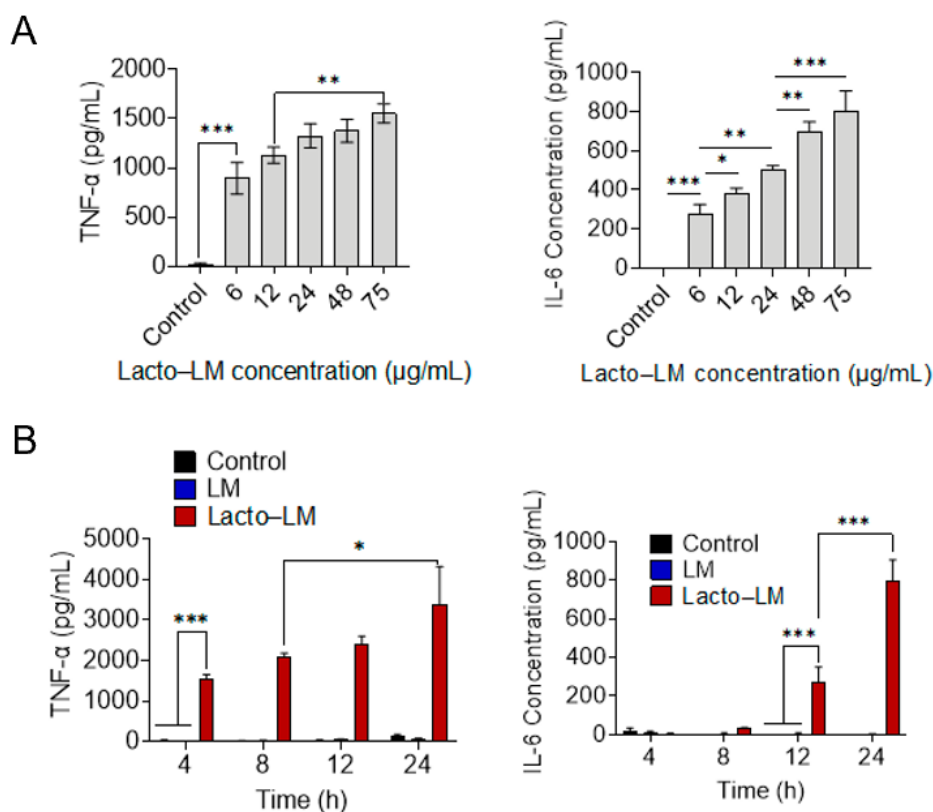 A
TNF-α (pg/mL)
2000
1500
1000
500
0
***
**
Control
6
12
24
48
75
Lacto–LM concentration (µg/mL)
IL-6 Concentration (pg/mL)
1000
800
600
400
200
0
***
**
*
**
***
Control
6
12
24
48
75
Lacto–LM concentration (µg/mL)
B
Control
LM
Lacto–LM
TNF-α (pg/mL)
5000
4000
3000
2000
1000
0
***
*
4
8
12
24
Time (h)
IL-6 Concentration (pg/mL)
1000
800
600
400
200
0
Control
LM
Lacto–LM
***
***
4
8
12
24
Time (h)